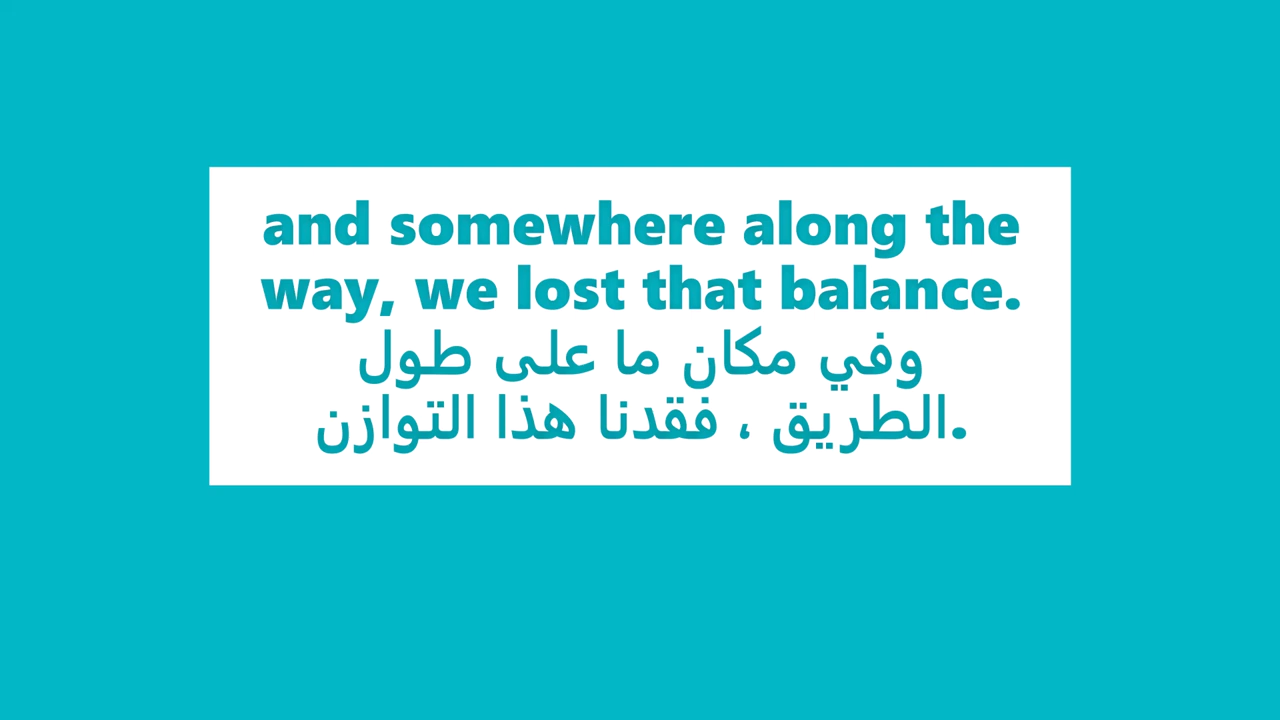 and somewhere along the
way, we lost that balance.
وفي مكان ما على طول
الطريق ، فقدنا هذا التوازن.